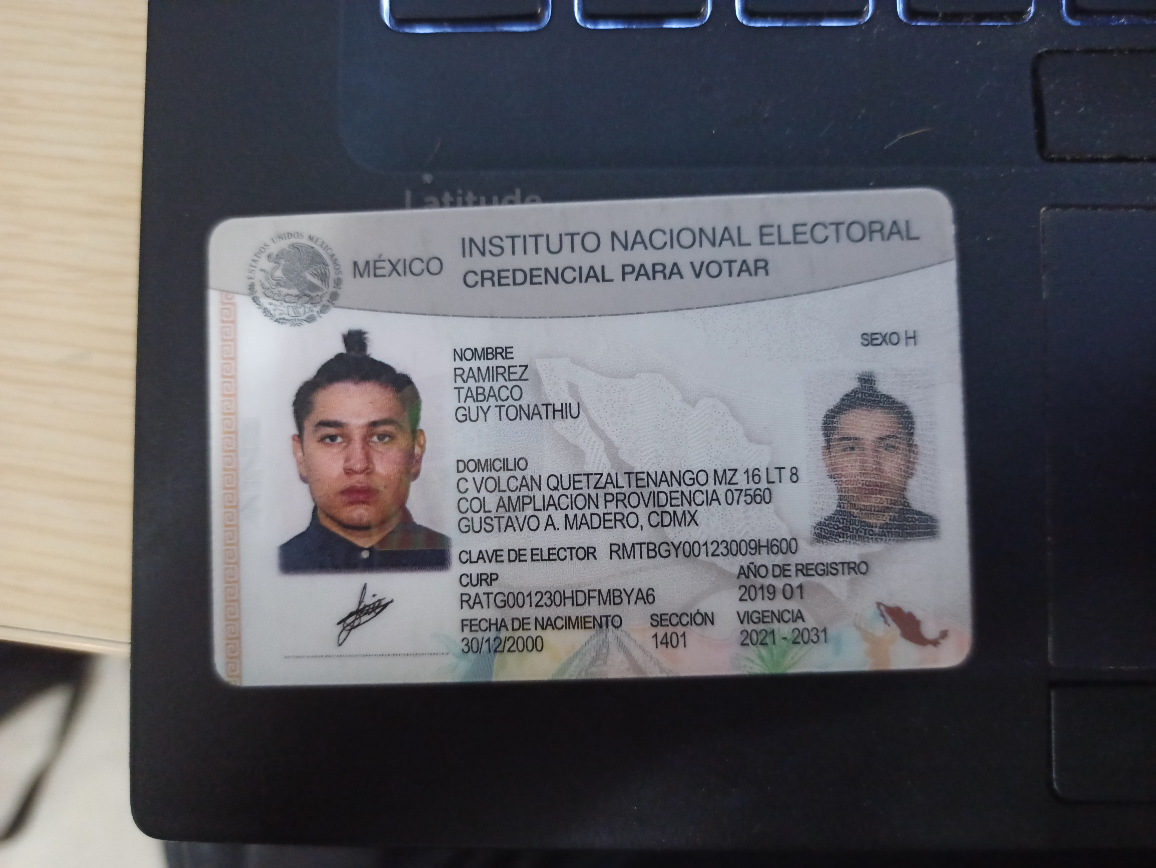 Latitude
ESTADOS UNIDOS MEXICANOS
MÉXICO
INSTITUTO NACIONAL ELECTORAL
CREDENCIAL PARA VOTAR
SEXO H
NOMBRE
RAMIREZ
TABACO
GUY TONATHIU
DOMICILIO
C VOLCAN QUETZALTENANGO MZ 16 LT 8
COL AMPLIACION PROVIDENCIA 07560
GUSTAVO A. MADERO, CDMX
CLAVE DE ELECTOR RMTBGY00123009H600
CURP
RATG001230HDFMBYA6
AÑO DE REGISTRO
2019 01
FECHA DE NACIMIENTO
30/12/2000
SECCIÓN
1401
VIGENCIA
2021 - 2031